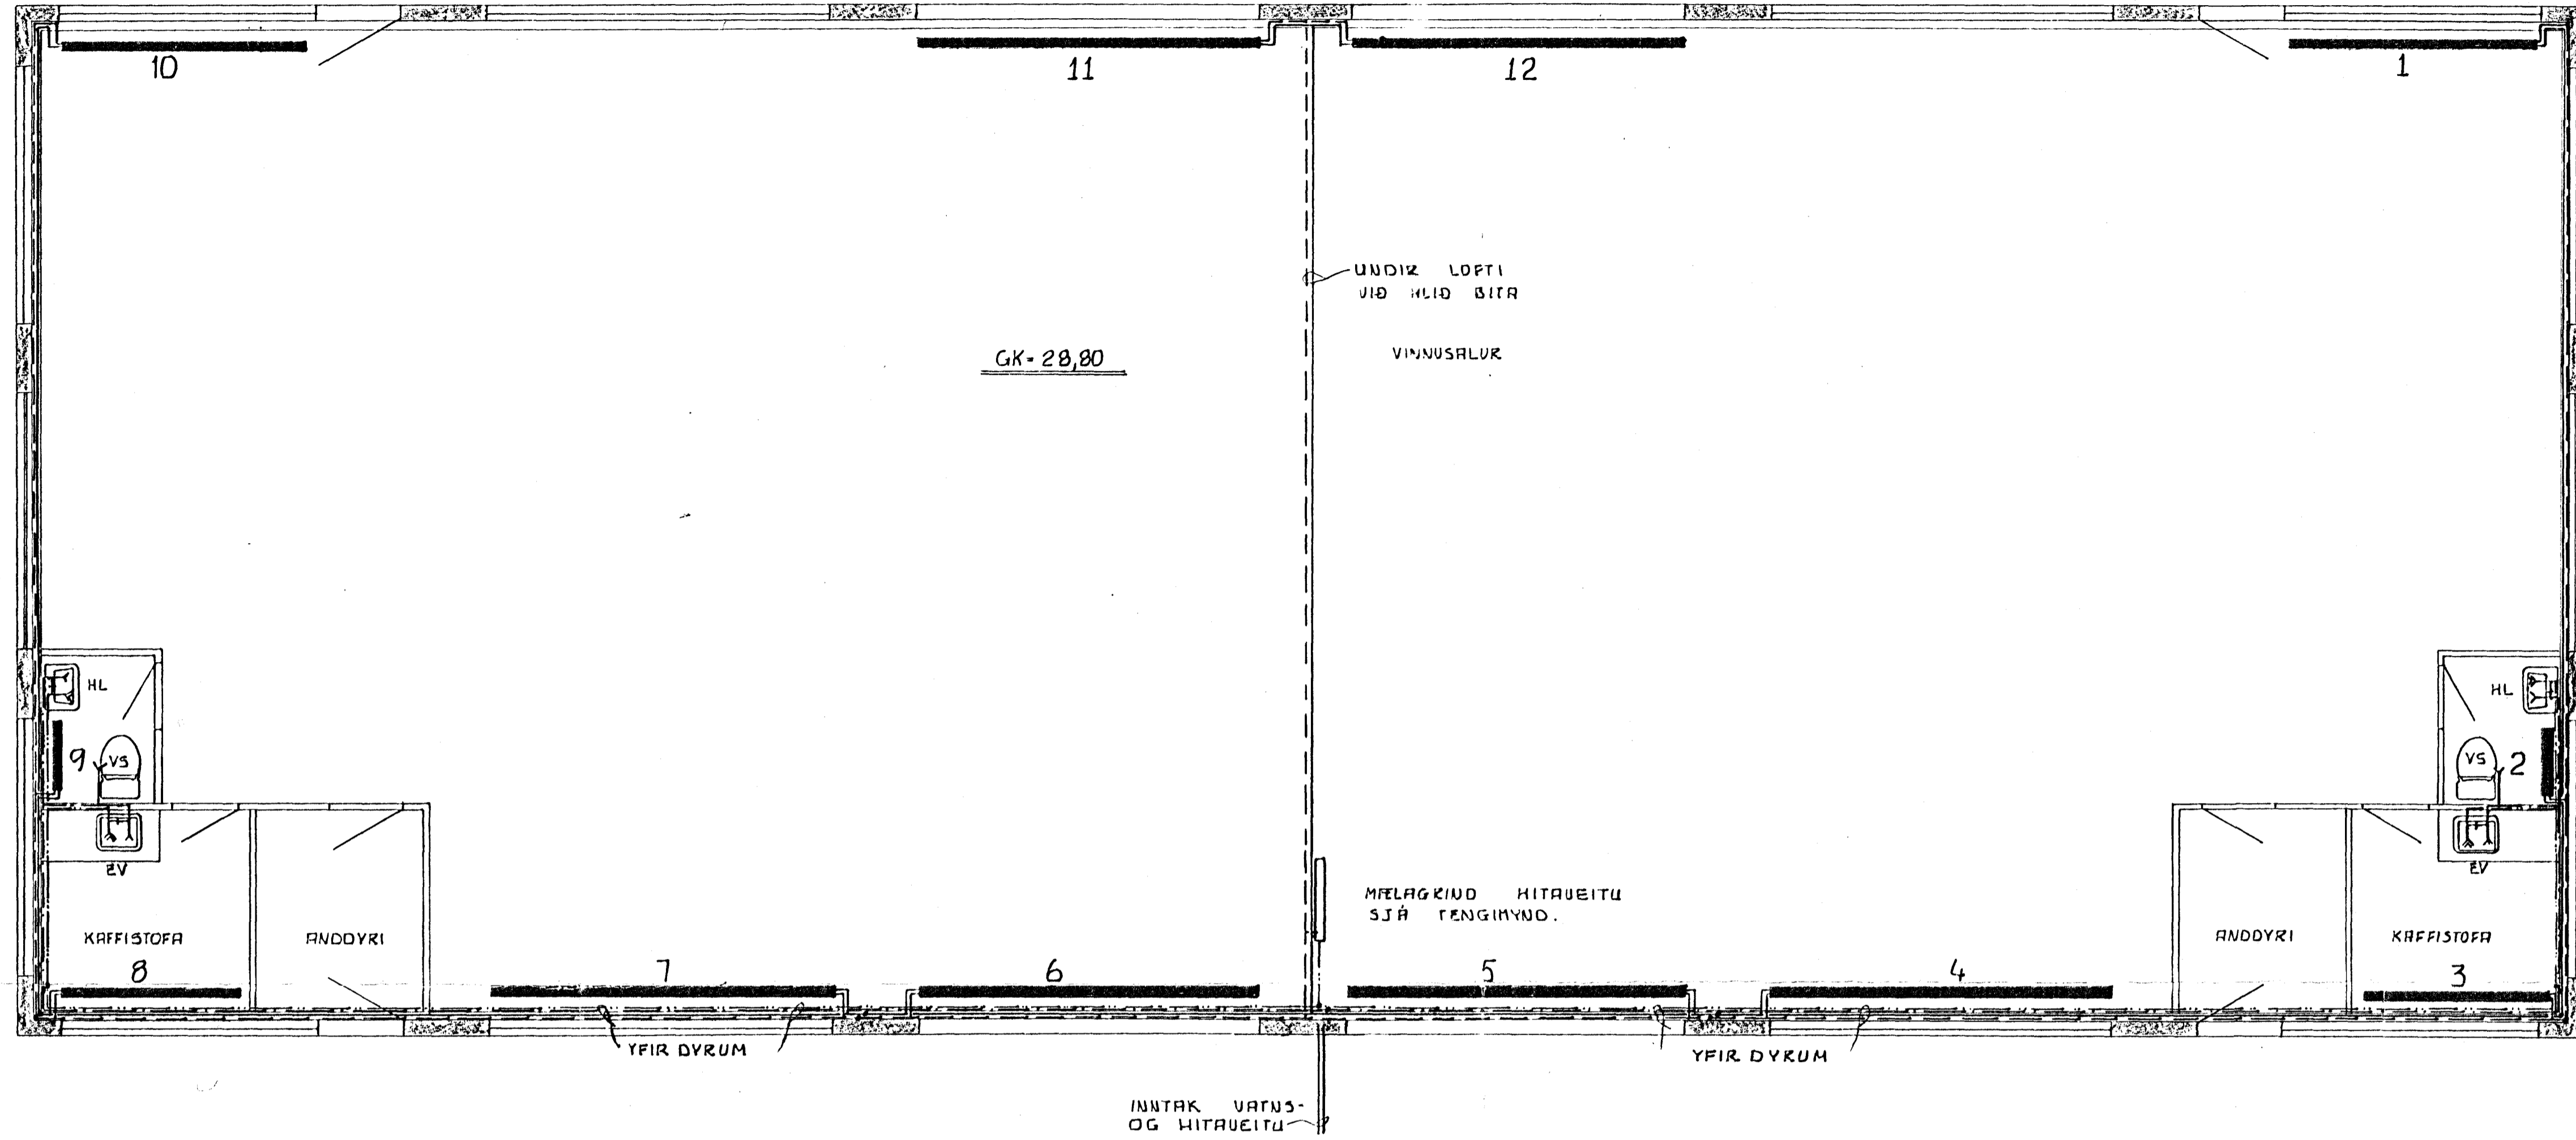 10
11
12
1
UNDIR LOFTI
VIÐ HLIÐ BITA
GK= 28,80
VINNUSALUR
HL
HL
9
VS
VS
2
EV
EV
MÆLAGRIND HITAVEITU
SJÁ TENGIMYND.
KAFFISTOFA
ANDDYRI
ANDDYRI
KAFFISTOFA
8
7
6
5
4
3
YFIR DYRUM
YFIR DYRUM
INNTAK VATNS-
OG HITAVEITU